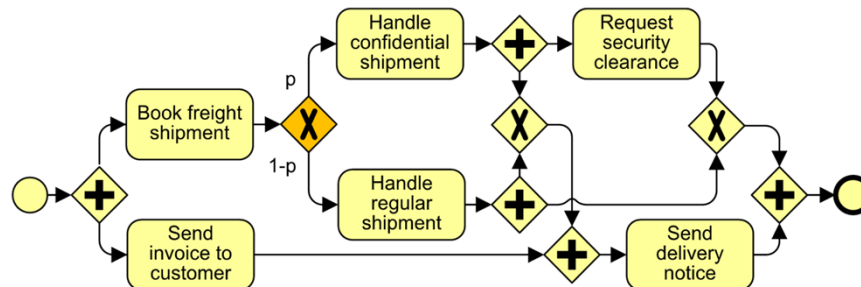 Handle
confidential
shipment
Request
security
clearance
p
Book freight
shipment
1-p
Handle
regular
shipment
Send
invoice to
customer
Send
delivery
notice